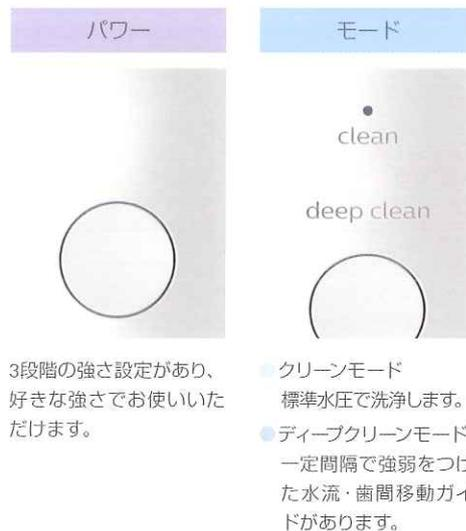 パワー
3段階の強さ設定があり、
好きな強さでお使いいた
だけます。
モード
clean
deep clean
クリーンモード
標準水圧で洗浄します。
ディープクリーンモード
一定間隔で強弱をつけ
た水流・歯間移動ガイ
ドがあります。